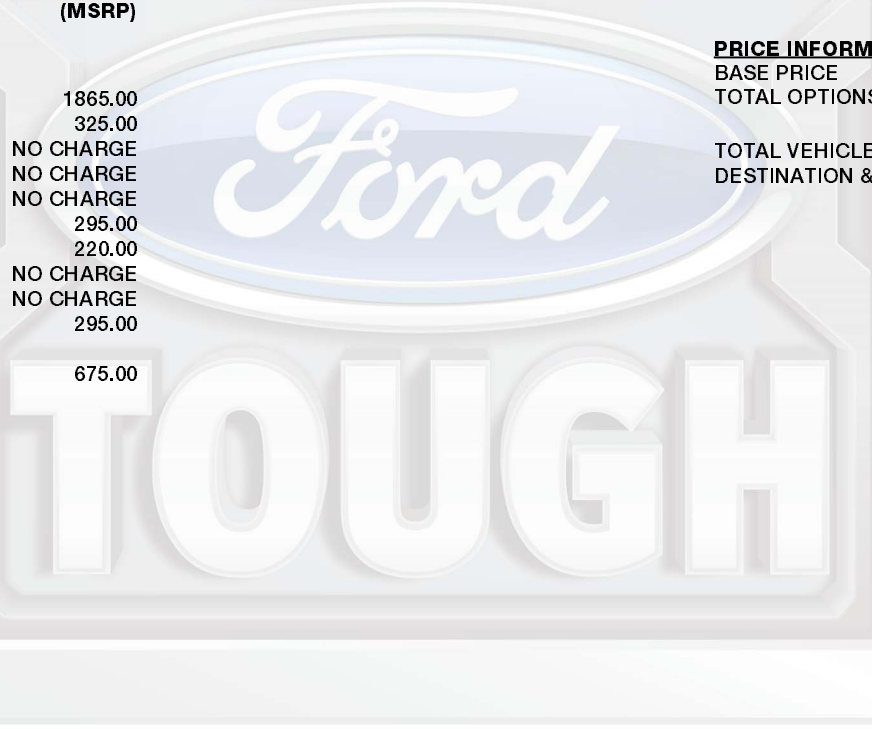 (MSRP)
1865.00
325.00
NO CHARGE
NO CHARGE
NO CHARGE
295.00
220.00
NO CHARGE
NO CHARGE
295.00
675.00
PRICE INFORM
BASE PRICE
TOTAL OPTIONS
TOTAL VEHICLE
DESTINATION &
Ford
TOUGH